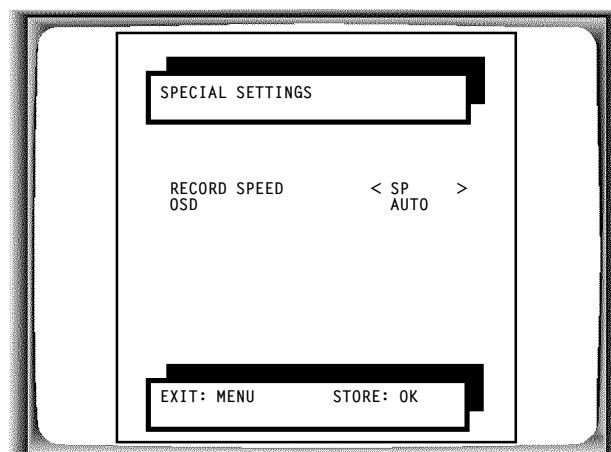 SPECIAL SETTINGS
RECORD SPEED < SP >
OSD AUTO
EXIT: MENU STORE: OK